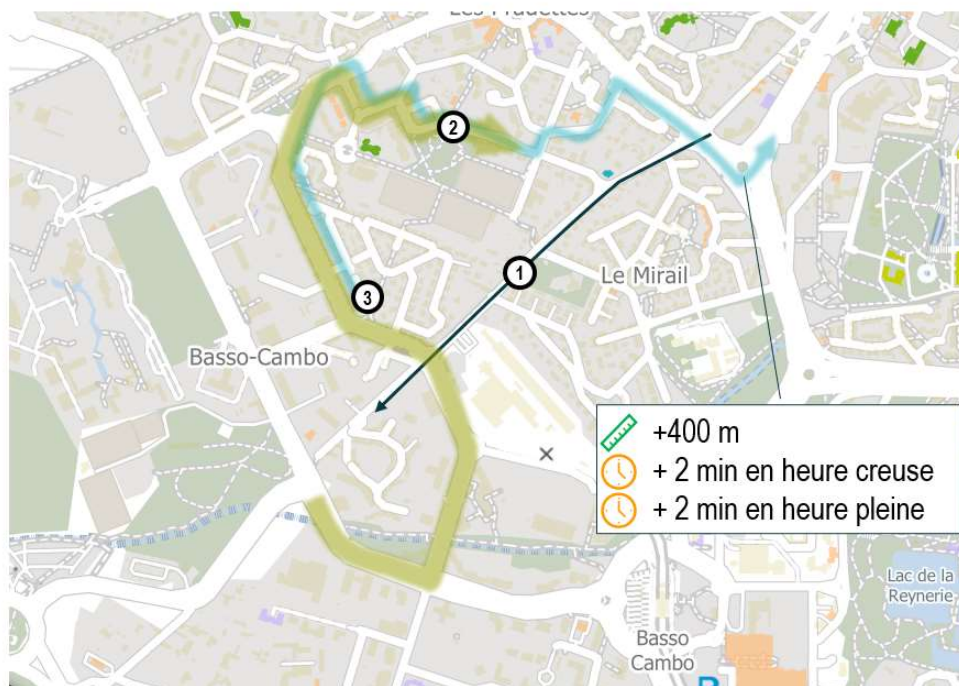 Les Pradettes
2
1
Le Mirail
3
Basso-Cambo
+400 m
+ 2 min en heure creuse
+ 2 min en heure pleine
Lac de la
Reynerie
Basso
Cambo